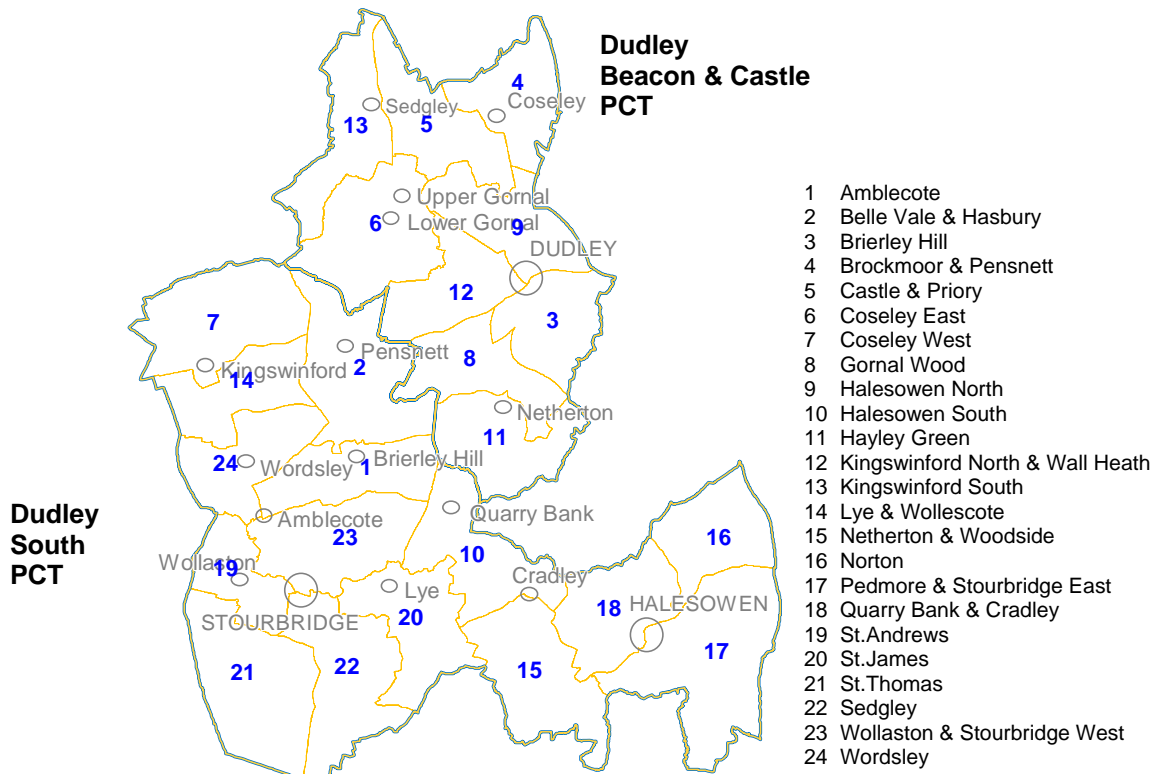 Dudley
Beacon & Castle
PCT
4
Coseley
Sedgley
13
5
Upper Gornal
6
Lower Gornal
9
DUDLEY
12
7
3
Pensnett
2
8
Kingswinford
14
Netherton
11
24
Wordsley
1
Brierley Hill
Dudley
South
PCT
Amblecote
23
Quarry Bank
16
10
Wollaston
19
Cradley
Lye
18
HALESOWEN
20
STOURBRIDGE
17
21
22
15
1 Amblecote
2 Belle Vale & Hasbury
3 Brierley Hill
4 Brockmoor & Pensnett
5 Castle & Priory
6 Coseley East
7 Coseley West
8 Gornal Wood
9 Halesowen North
10 Halesowen South
11 Hayley Green
12 Kingswinford North & Wall Heath
13 Kingswinford South
14 Lye & Wollescote
15 Netherton & Woodside
16 Norton
17 Pedmore & Stourbridge East
18 Quarry Bank & Cradley
19 St.Andrews
20 St.James
21 St.Thomas
22 Sedgley
23 Wollaston & Stourbridge West
24 Wordsley